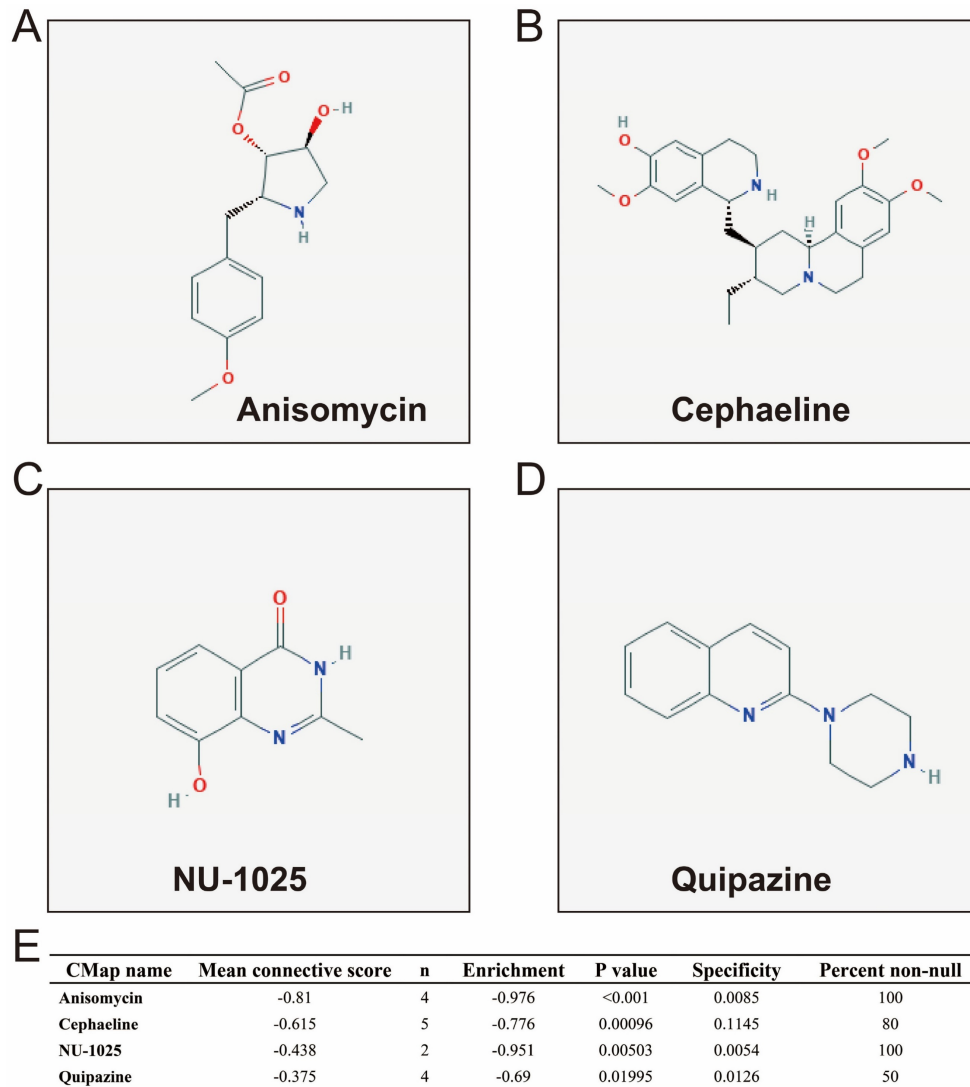 A
B
O
O
O
O
H
N
H
O
Anisomycin
H
O
O
N
H
H
N
O
O
Cephaeline
C
D
O
N
H
N
O
H
NU-1025
N
N
N
H
Quipazine
E
CMap name Mean connective score n Enrichment P value Specificity Percent non-null
Anisomycin -0.81 4 -0.976 <0.001 0.0085 100
Cephaeline -0.615 5 -0.776 0.00096 0.1145 80
NU-1025 -0.438 2 -0.951 0.00503 0.0054 100
Quipazine -0.375 4 -0.69 0.01995 0.0126 50